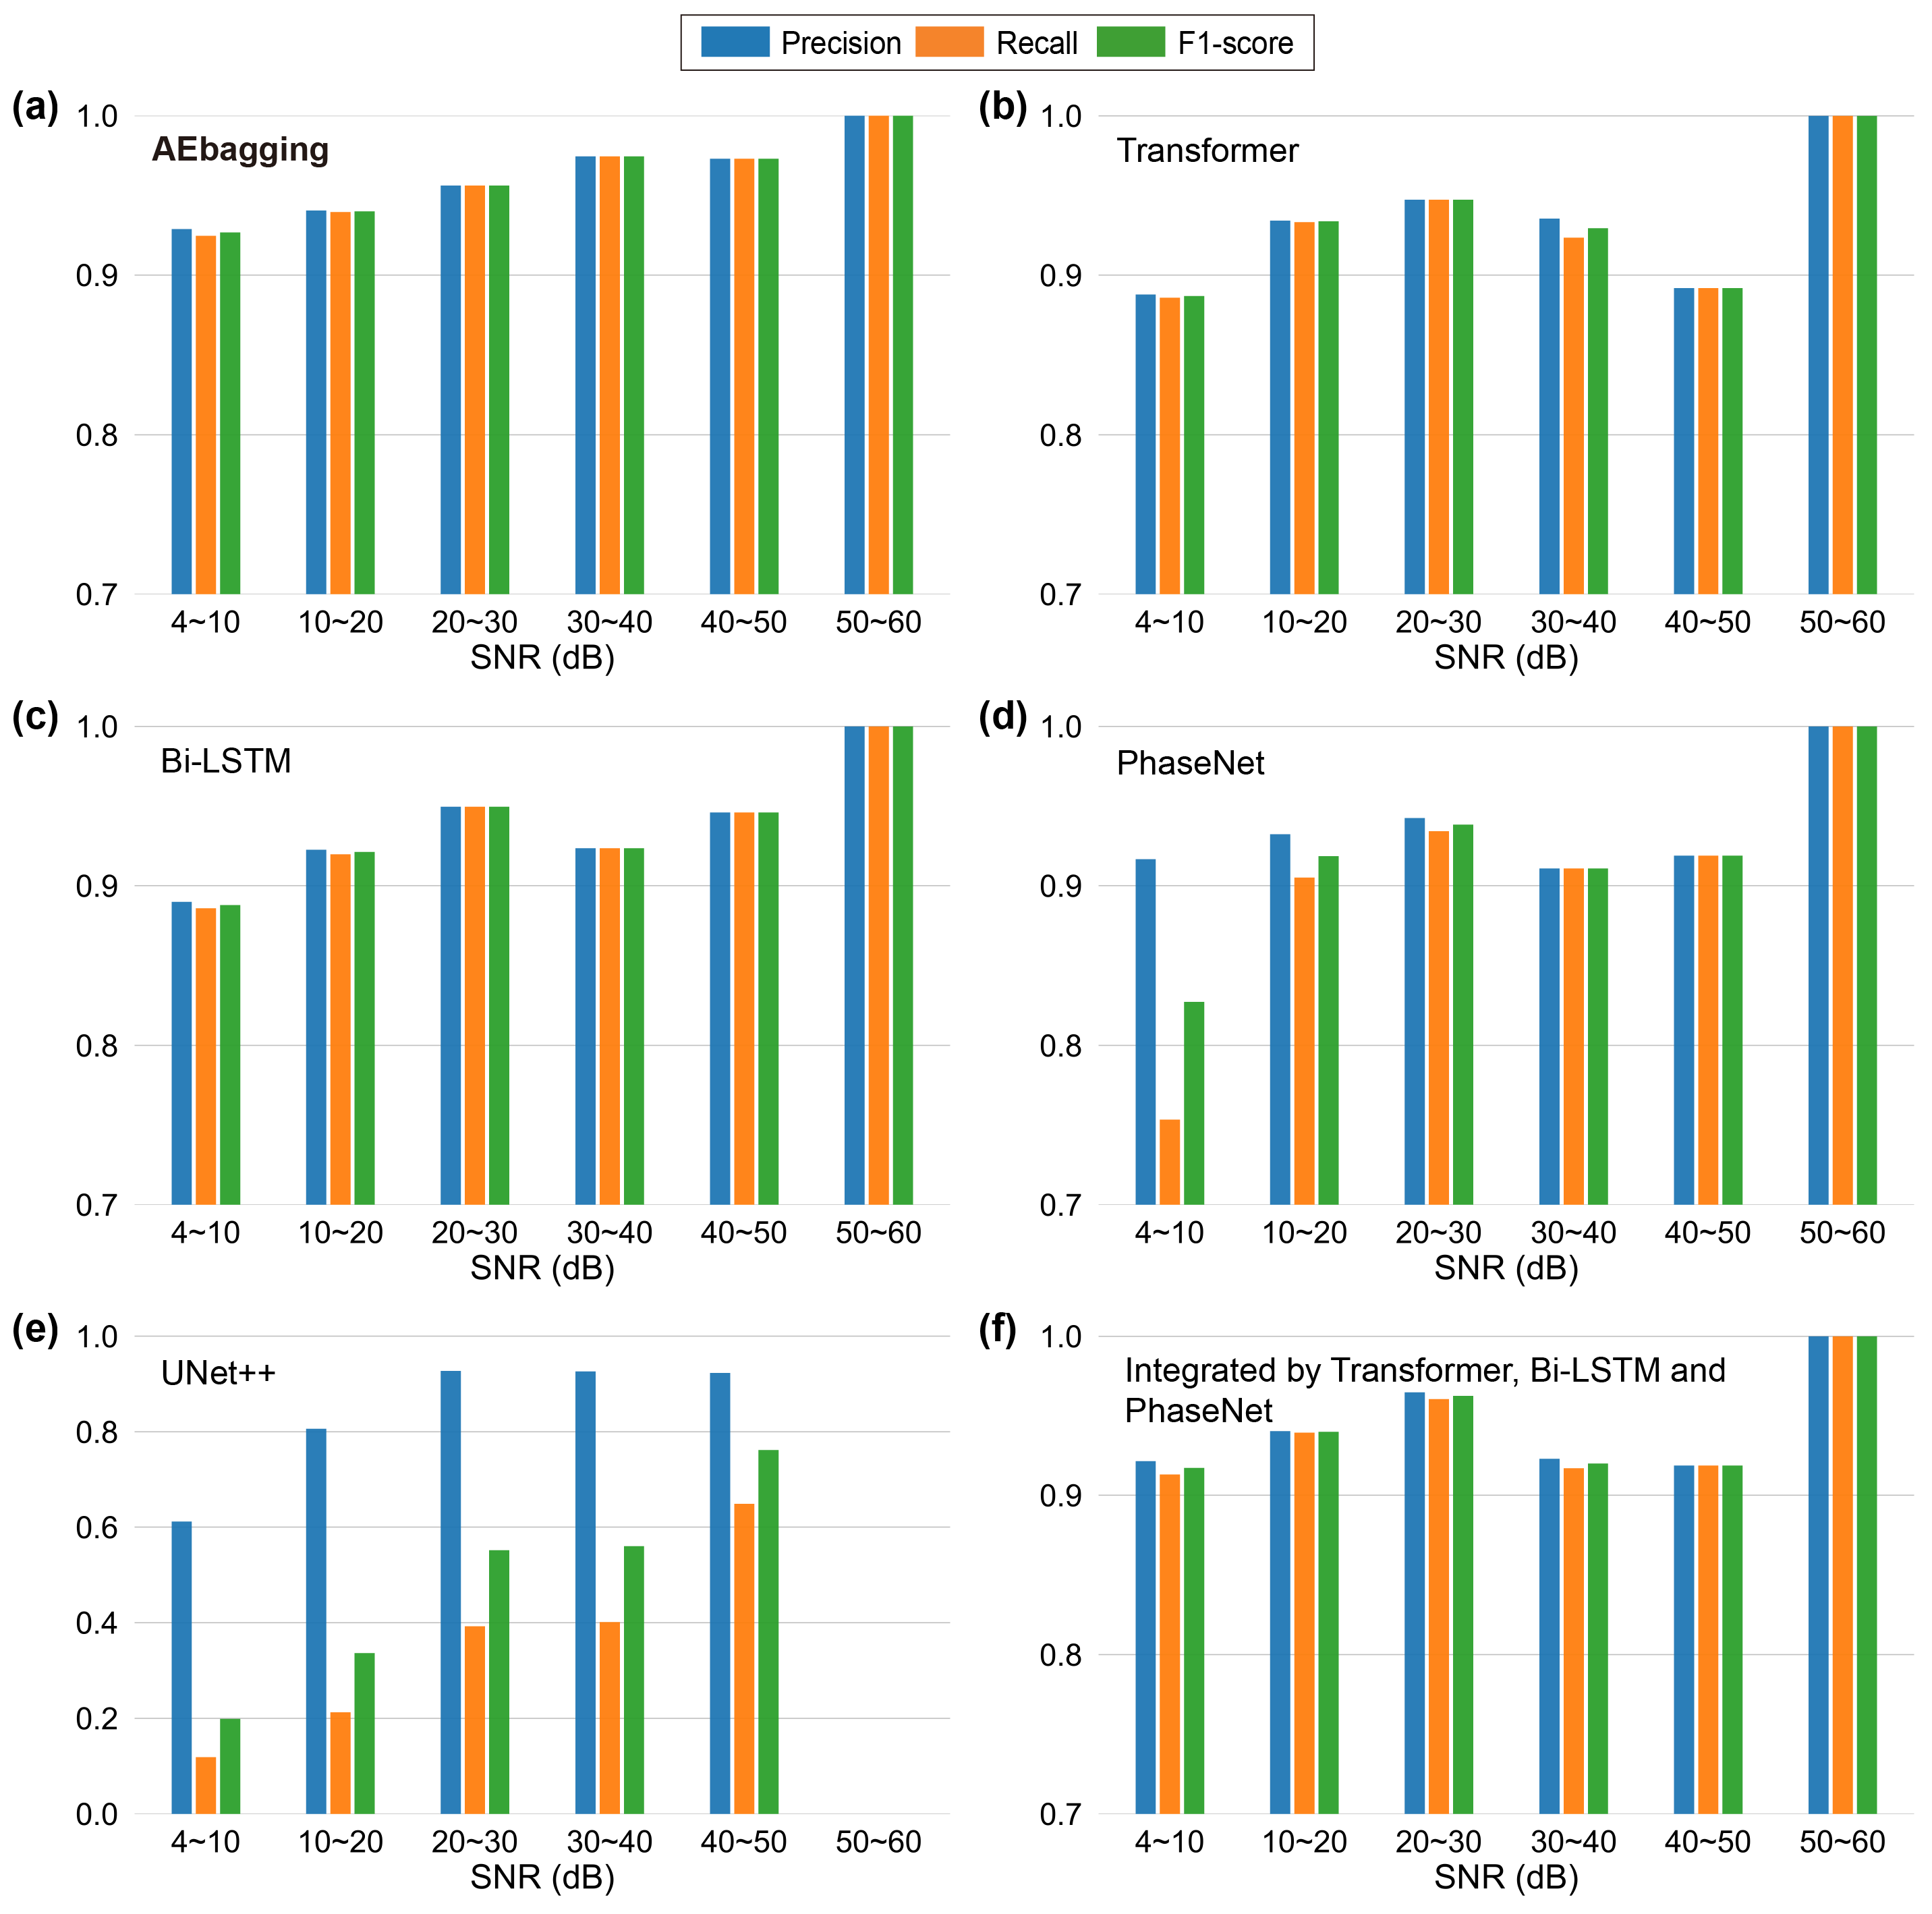 Precision Recall F1-score
(a)
AEbagging
1.0
0.9
0.8
0.7
4~10 10~20 20~30 30~40 40~50 50~60
SNR (dB)
(b)
Transformer
1.0
0.9
0.8
0.7
4~10 10~20 20~30 30~40 40~50 50~60
SNR (dB)
(c)
Bi-LSTM
1.0
0.9
0.8
0.7
4~10 10~20 20~30 30~40 40~50 50~60
SNR (dB)
(d)
PhaseNet
1.0
0.9
0.8
0.7
4~10 10~20 20~30 30~40 40~50 50~60
SNR (dB)
(e)
UNet++
1.0
0.8
0.6
0.4
0.2
0.0
4~10 10~20 20~30 30~40 40~50 50~60
SNR (dB)
(f)
Integrated by Transformer, Bi-LSTM and
PhaseNet
1.0
0.9
0.8
0.7
4~10 10~20 20~30 30~40 40~50 50~60
SNR (dB)